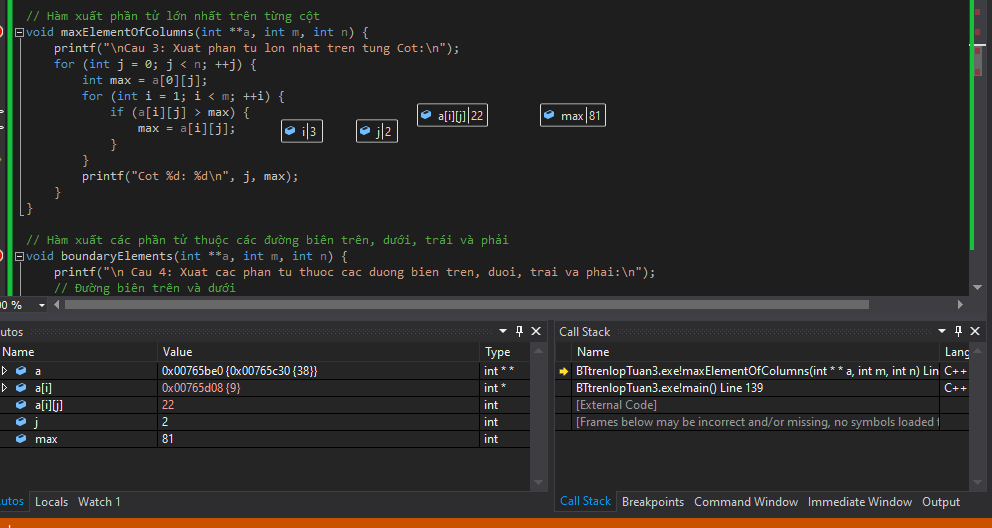 // Hàm xuất phần tử lớn nhất trên từng cột
void maxElementOfColumns(int **a, int m, int n) {
printf("\nCau 3: Xuat phan tu lon nhat tren tung Cot:\n");
for (int j = 0; j < n; ++j) {
int max = a[0][j];
for (int i = 1; i < m; ++i) {
if (a[i][j] > max) {
a[i][j] 22
max 81
max = a[i][j];
i 3
j 2
}
}
printf("Cot %d: %d\n", j, max);
}
}
// Hàm xuất các phần tử thuộc các đường biên trên, dưới, trái và phải
void boundaryElements(int **a, int m, int n) {
printf("\n Cau 4: Xuat cac phan tu thuoc cac duong bien tren, duoi, trai va phai:\n");
// Đường biên trên và dưới
00 %
utos
Name Value Type
a 0x00765be0 {0x00765c30 {38}} int * *
a[i] 0x00765d08 {9} int *
a[i][j] 22 int
j 2 int
max 81 int
utos Locals Watch 1
Call Stack
Name Lang
BTtrenlopTuan3.exe!maxElementOfColumns(int * * a, int m, int n) Lin C++
BTtrenlopTuan3.exe!main() Line 139 C++
[External Code]
[Frames below may be incorrect and/or missing, no symbols loaded f
Call Stack Breakpoints Command Window Immediate Window Output